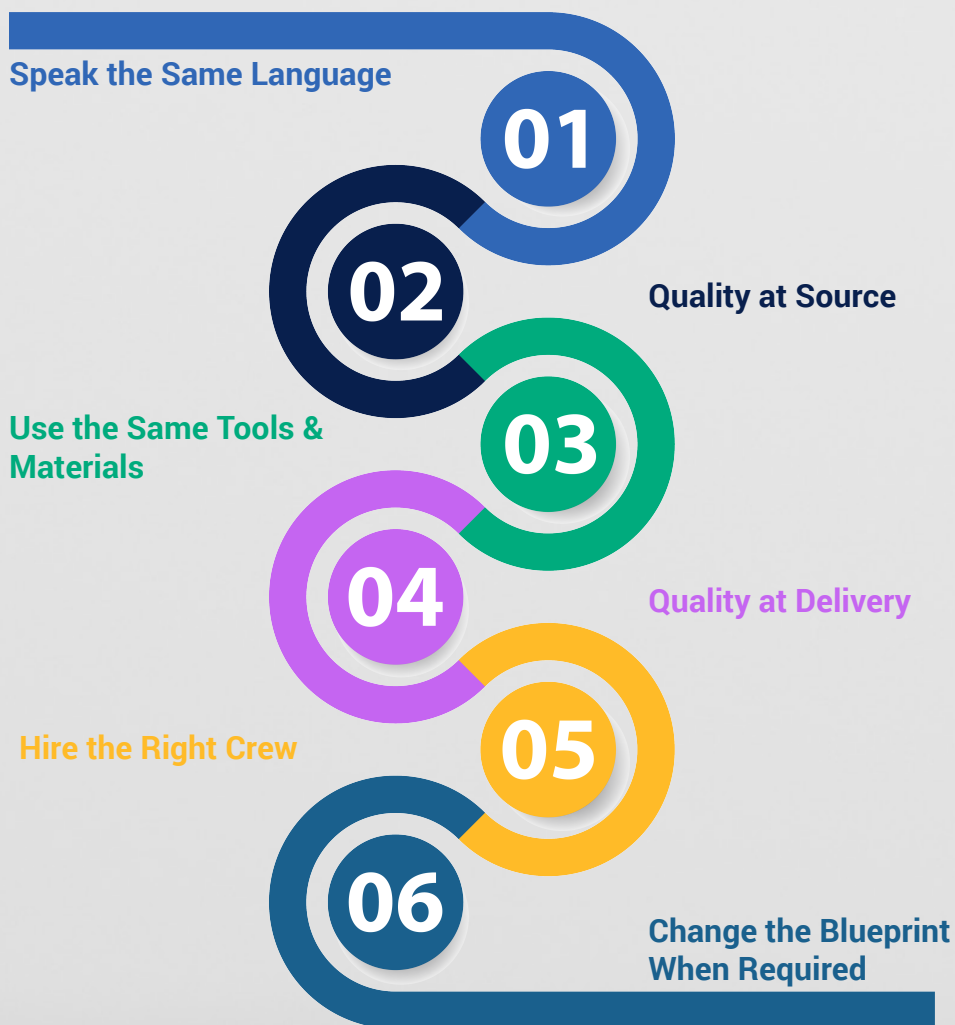 Speak the Same Language
01
02
Quality at Source
Use the Same Tools &
Materials
03
04
Quality at Delivery
Hire the Right Crew
05
06
Change the Blueprint
When Required